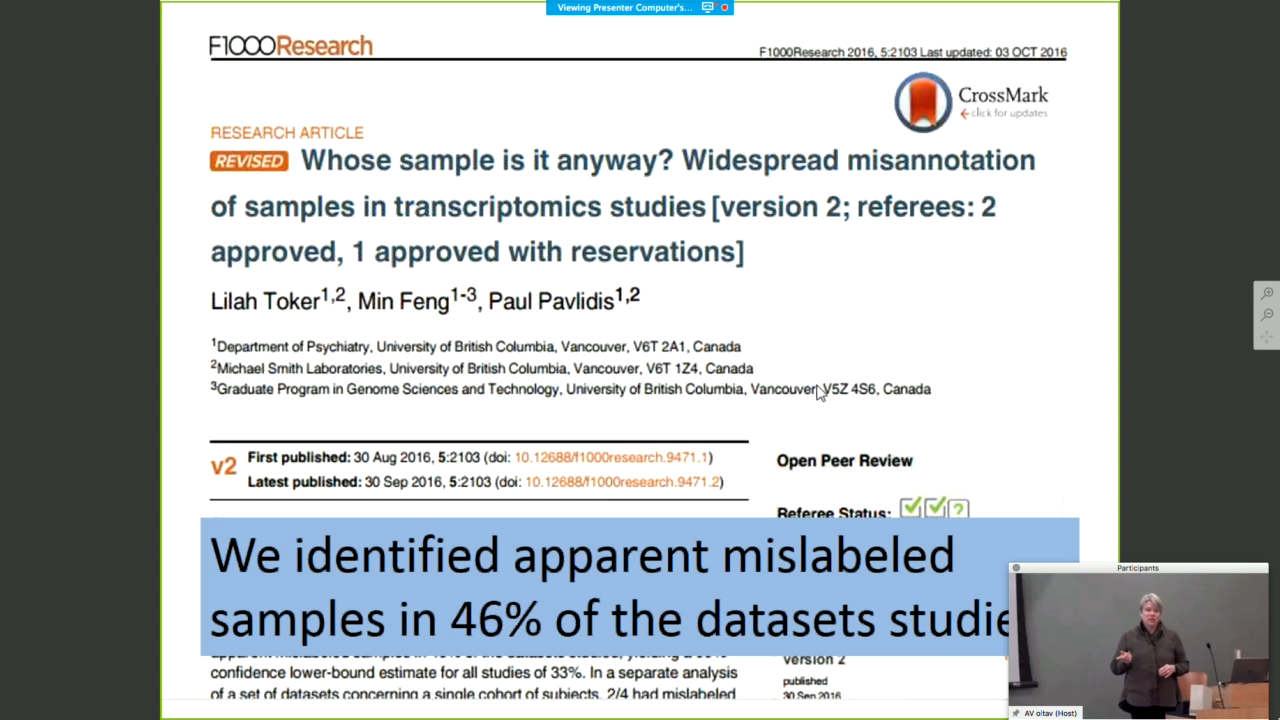 Viewing Presenter Computer's...
F1000Research
F1000Research 2016, 5:2103 Last updated: 03 OCT 2016
CrossMark
click for updates
RESEARCH ARTICLE
REVISED Whose sample is it anyway? Widespread misannotation
of samples in transcriptomics studies [version 2; referees: 2
approved, 1 approved with reservations]
Lilah Toker1,2, Min Feng1-3, Paul Pavlidis1,2
1Department of Psychiatry, University of British Columbia, Vancouver, V6T 2A1, Canada
2Michael Smith Laboratories, University of British Columbia, Vancouver, V6T 1Z4, Canada
3Graduate Program in Genome Sciences and Technology, University of British Columbia, Vancouver, V5Z 4S6, Canada
v2 First published: 30 Aug 2016, 5:2103 (doi: 10.12688/f1000research.9471.1)
Latest published: 30 Sep 2016, 5:2103 (doi: 10.12688/f1000research.9471.2)
Open Peer Review
Referee Status:
We identified apparent mislabeled
samples in 46% of the datasets studie
confidence lower-bound estimate for all studies of 33%. In a separate analysis
of a set of datasets concerning a single cohort of subjects, 2/4 had mislabeled
version 2
published
30 Sep 2016
Participants
AV oitav (Host)